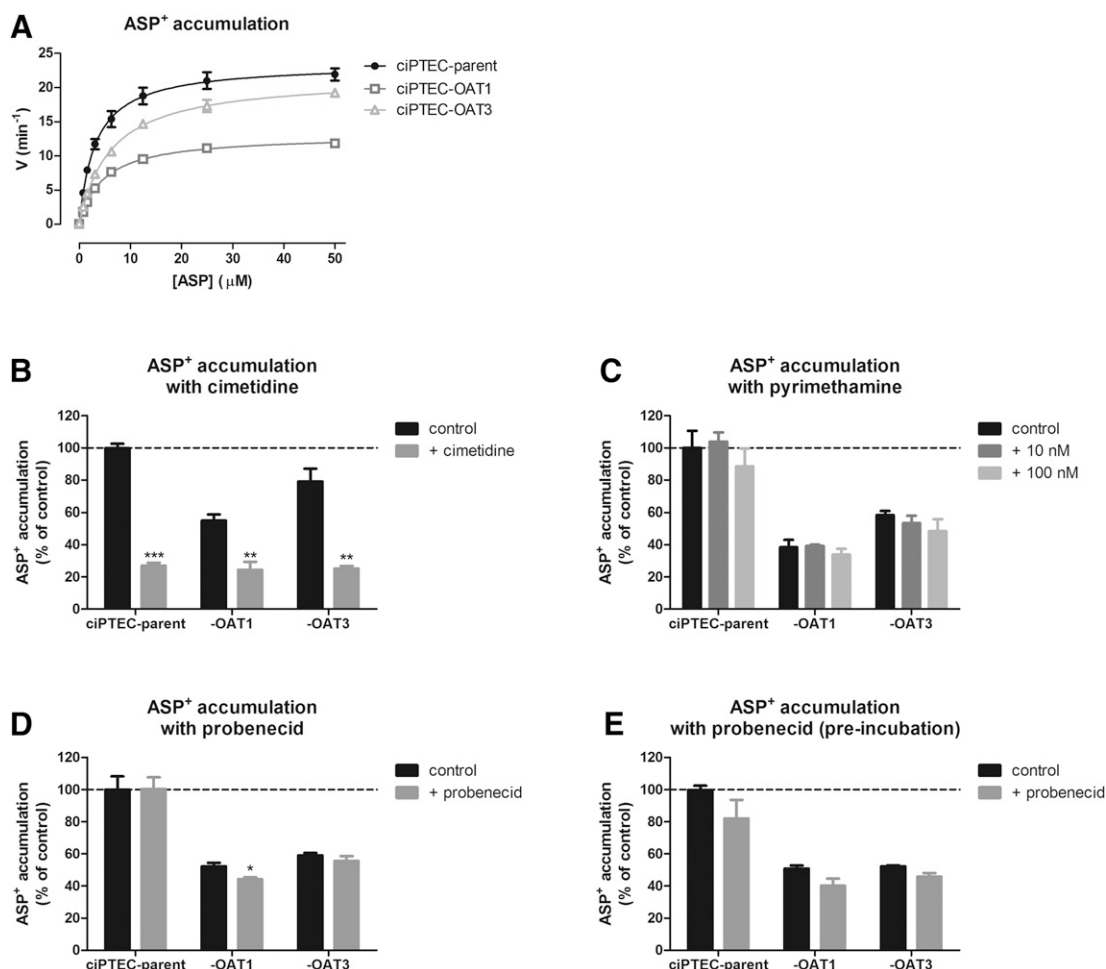 A
ASP⁺ accumulation
25
20
15
10
5
0
V (min⁻¹)
0 10 20 30 40 50
[ASP] (μM)
ciPTEC-parent
ciPTEC-OAT1
ciPTEC-OAT3
B
ASP⁺ accumulation
with cimetidine
120
100
80
60
40
20
0
ASP⁺ accumulation
(% of control)
*** ** **
ciPTEC-parent -OAT1 -OAT3
control
+ cimetidine
C
ASP⁺ accumulation
with pyrimethamine
120
100
80
60
40
20
0
ASP⁺ accumulation
(% of control)
ciPTEC-parent -OAT1 -OAT3
control
+ 10 nM
+ 100 nM
D
ASP⁺ accumulation
with probenecid
120
100
80
60
40
20
0
ASP⁺ accumulation
(% of control)
*
ciPTEC-parent -OAT1 -OAT3
control
+ probenecid
E
ASP⁺ accumulation
with probenecid (pre-incubation)
120
100
80
60
40
20
0
ASP⁺ accumulation
(% of control)
ciPTEC-parent -OAT1 -OAT3
control
+ probenecid